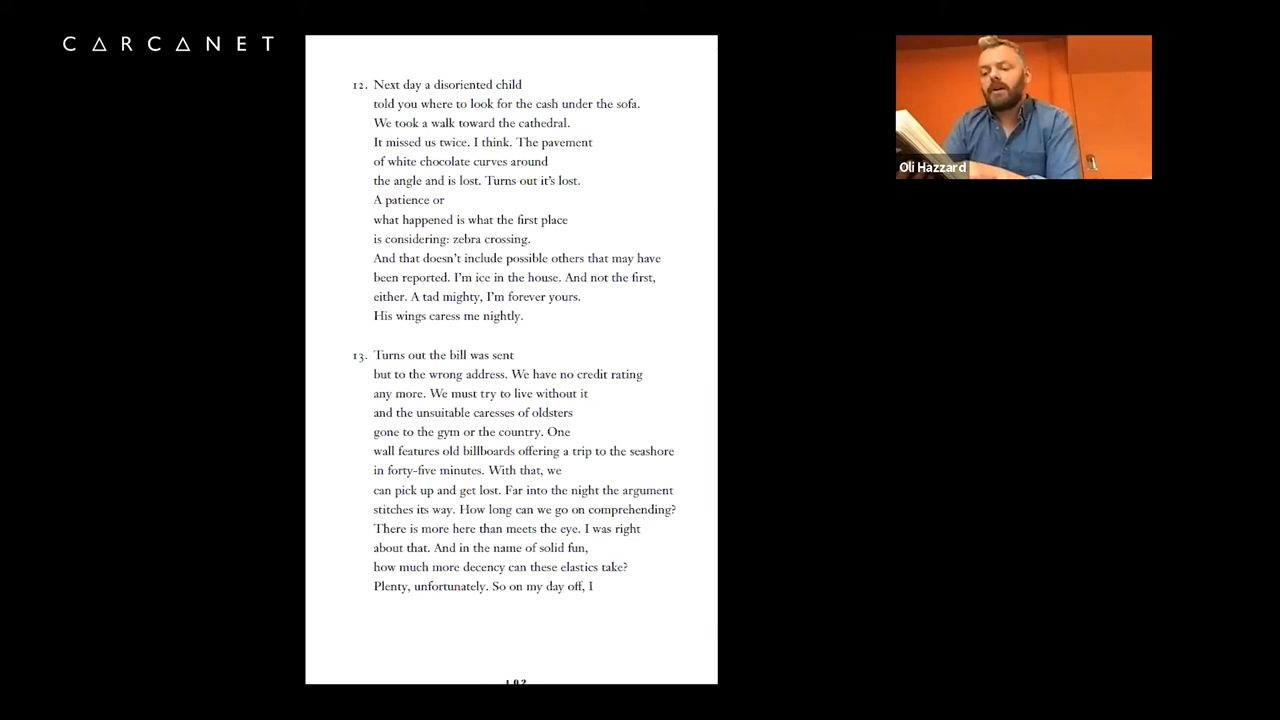 CARCANET
12. Next day a disoriented child
told you where to look for the cash under the sofa.
We took a walk toward the cathedral.
It missed us twice. I think. The pavement
of white chocolate curves around
the angle and is lost. Turns out it’s lost.
A patience or
what happened is what the first place
is considering: zebra crossing.
And that doesn’t include possible others that may have
been reported. I’m ice in the house. And not the first,
either. A tad mighty, I’m forever yours.
His wings caress me nightly.
13. Turns out the bill was sent
but to the wrong address. We have no credit rating
any more. We must try to live without it
and the unsuitable caresses of oldsters
gone to the gym or the country. One
wall features old billboards offering a trip to the seashore
in forty-five minutes. With that, we
can pick up and get lost. Far into the night the argument
stitches its way. How long can we go on comprehending?
There is more here than meets the eye. I was right
about that. And in the name of solid fun,
how much more decency can these elastics take?
Plenty, unfortunately. So on my day off, I
Oli Hazzard